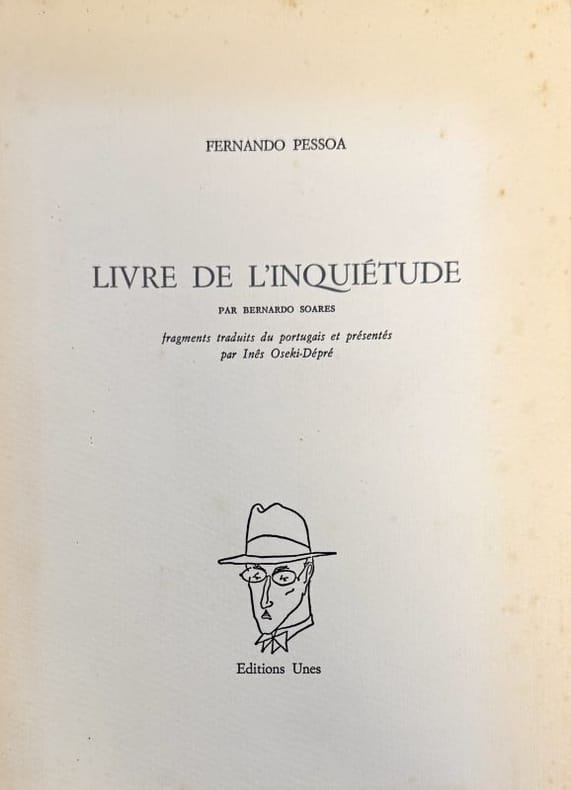 FERNANDO PESSOA
LIVRE DE L'INQUIÉTUDE
PAR BERNARDO SOARES
fragments traduits du portugais et présentés
par Inês Oseki-Dépré
Editions Unes